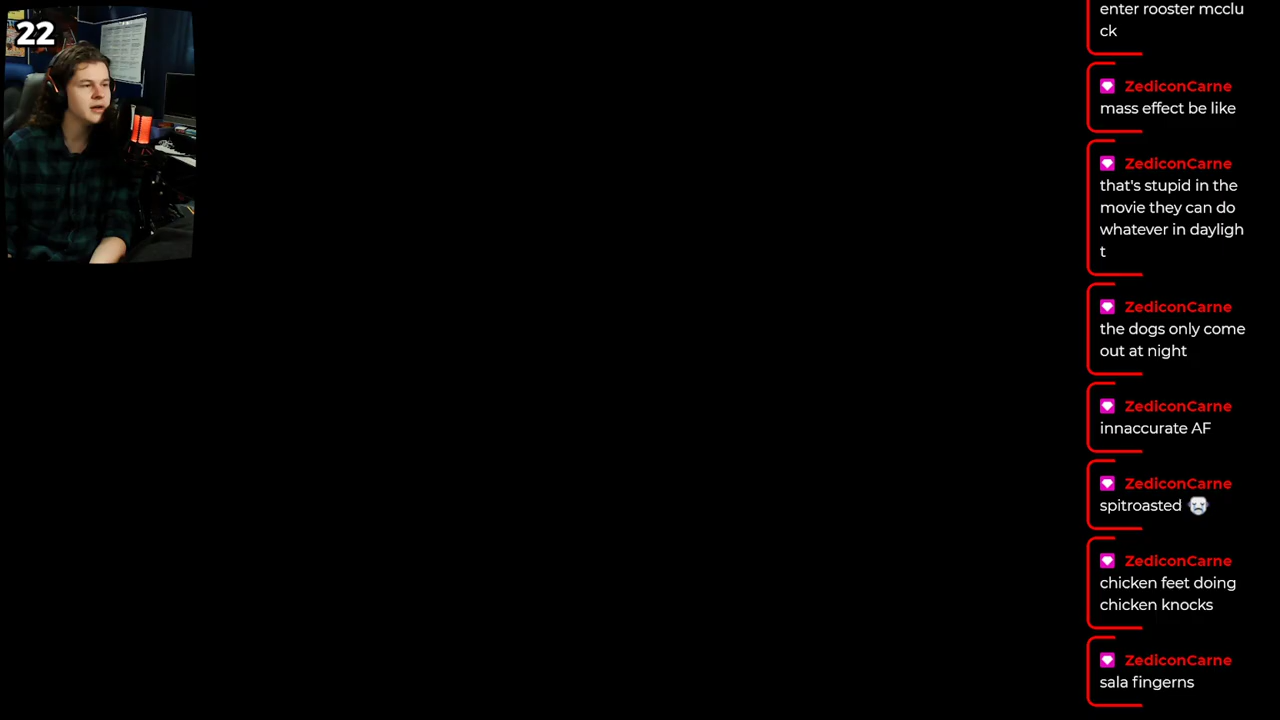 22
enter rooster mcclu
ck
ZediconCarne
mass effect be like
ZediconCarne
that's stupid in the
movie they can do
whatever in dayligh
t
ZediconCarne
the dogs only come
out at night
ZediconCarne
innaccurate AF
ZediconCarne
spitroasted
ZediconCarne
chicken feet doing
chicken knocks
ZediconCarne
sala fingerns